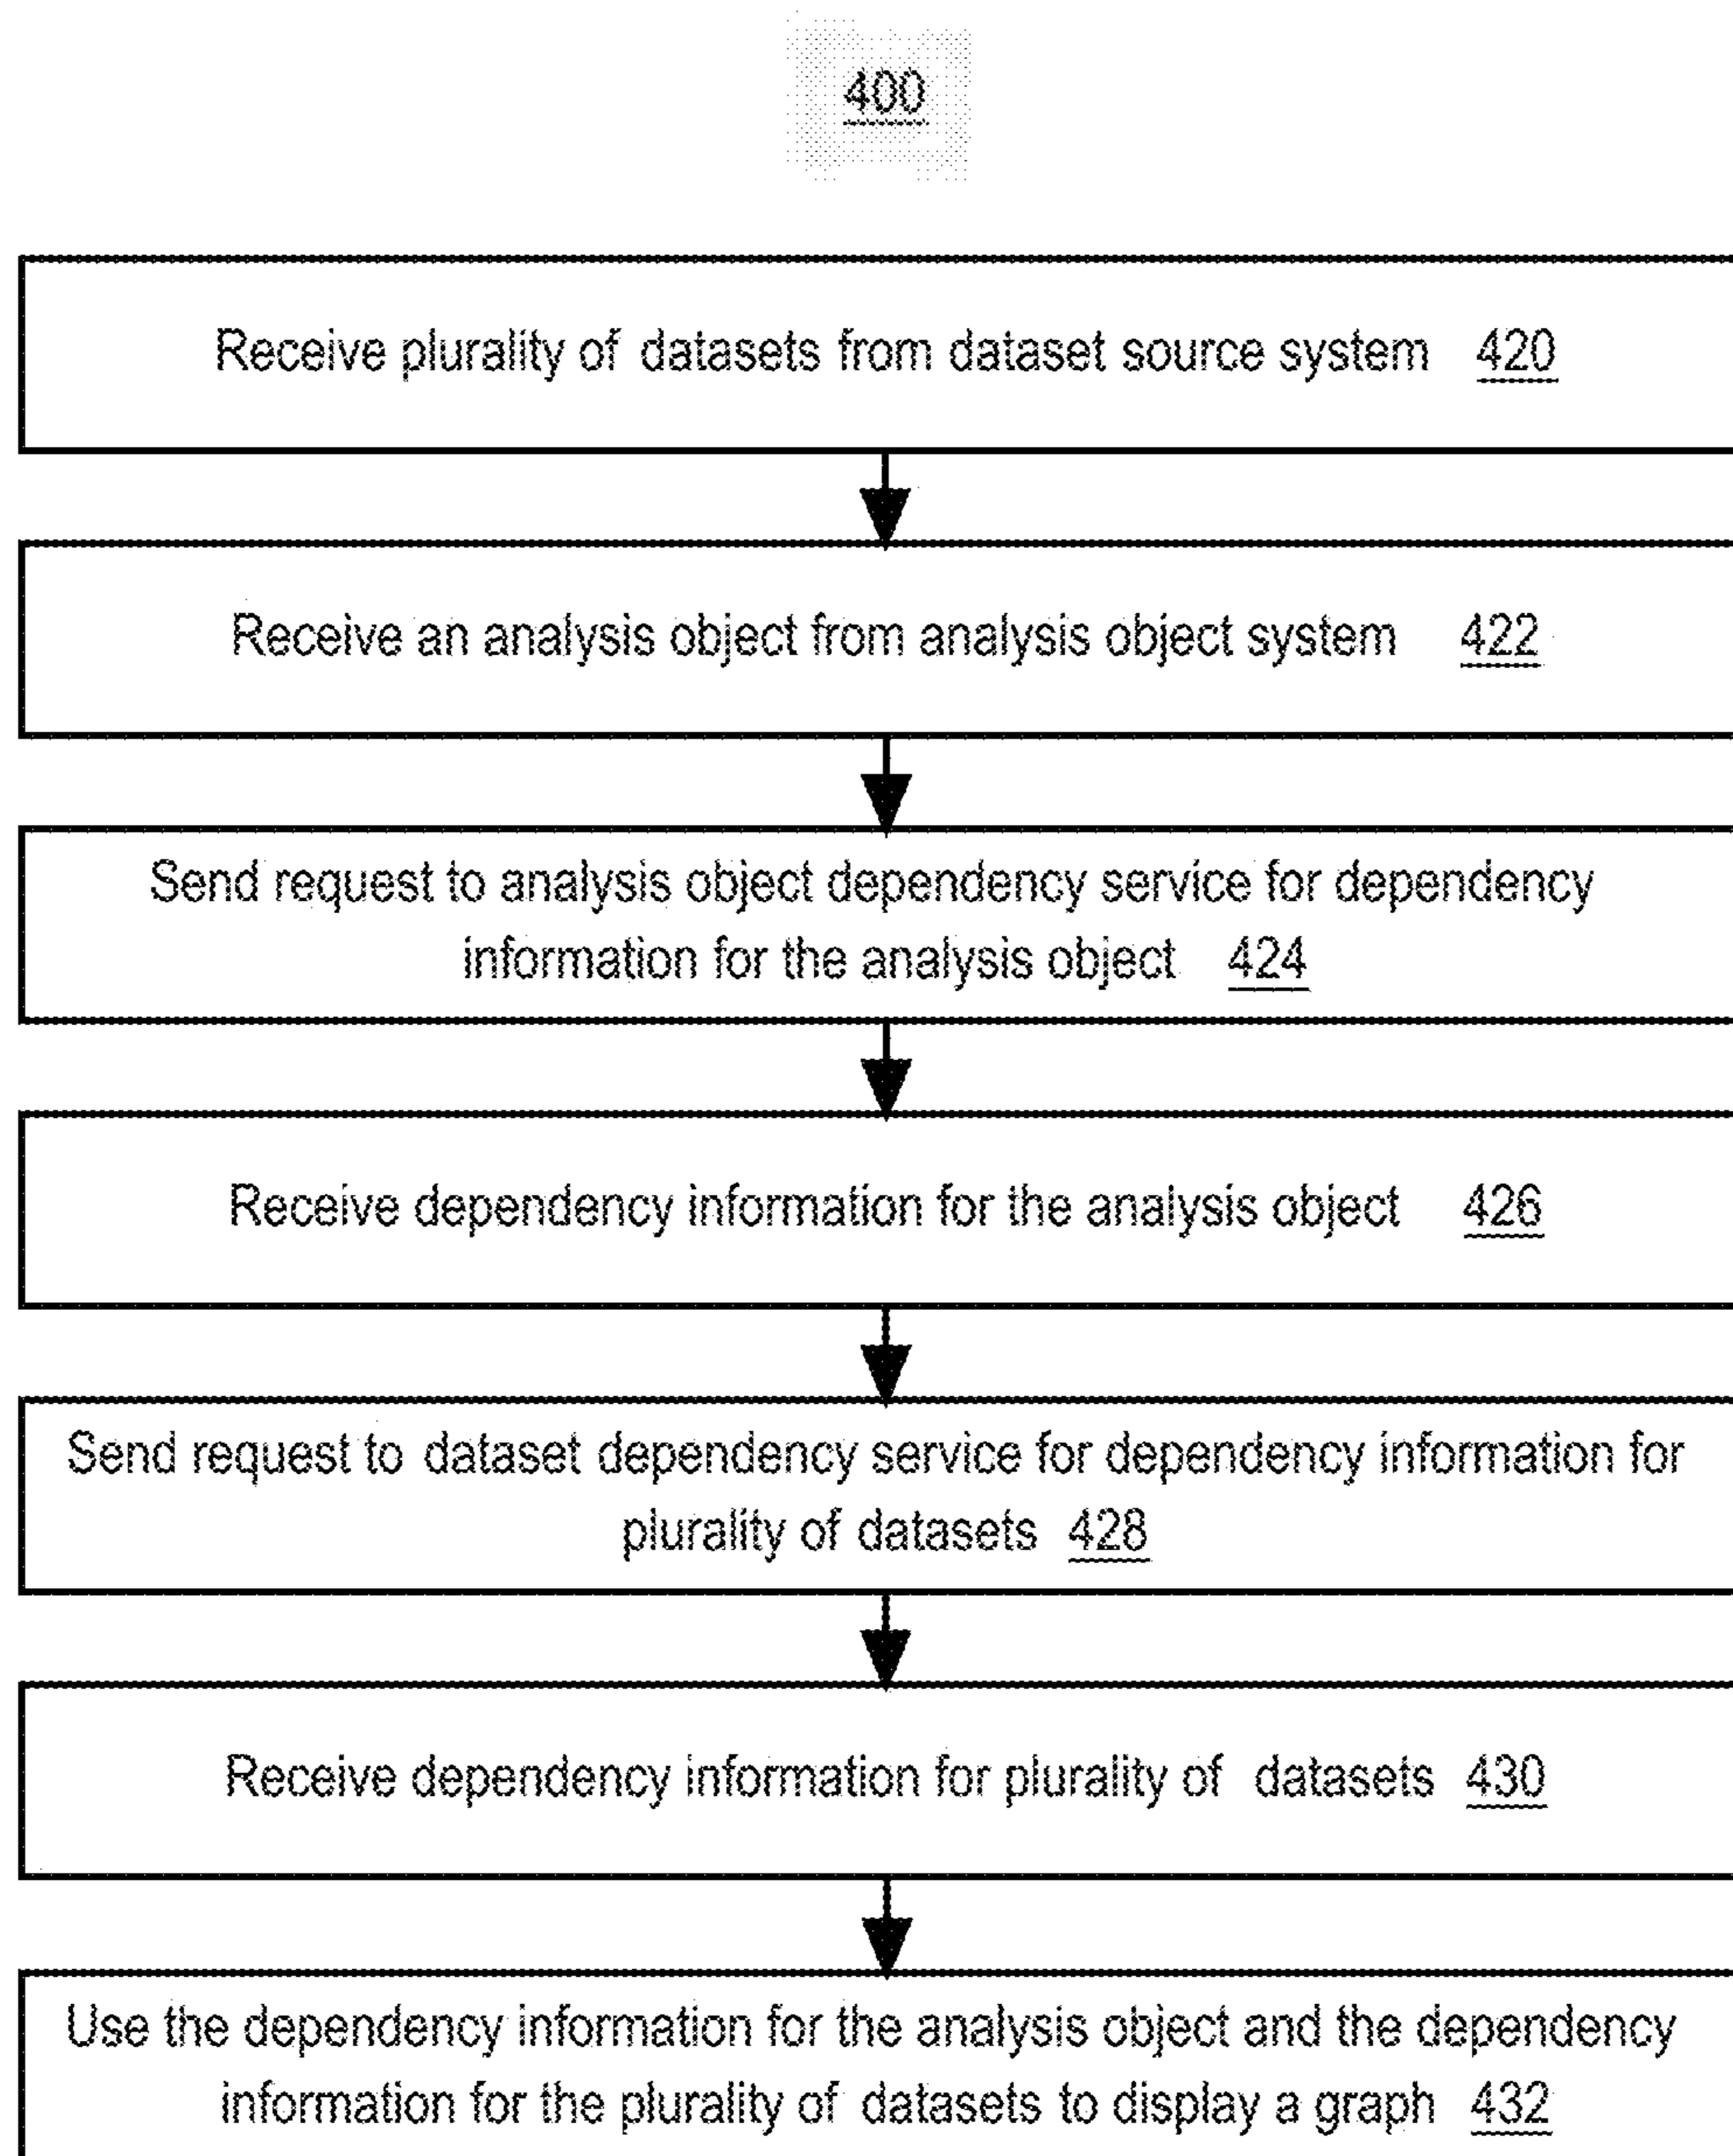 400
Receive plurality of datasets from dataset source system 420
Receive an analysis object from analysis object system 422
Send request to analysis object dependency service for dependency
information for the analysis object 424
Receive dependency information for the analysis object 426
Send request to dataset dependency service for dependency information for
plurality of datasets 428
Receive dependency information for plurality of datasets 430
Use the dependency information for the analysis object and the dependency
information for the plurality of datasets to display a graph 432